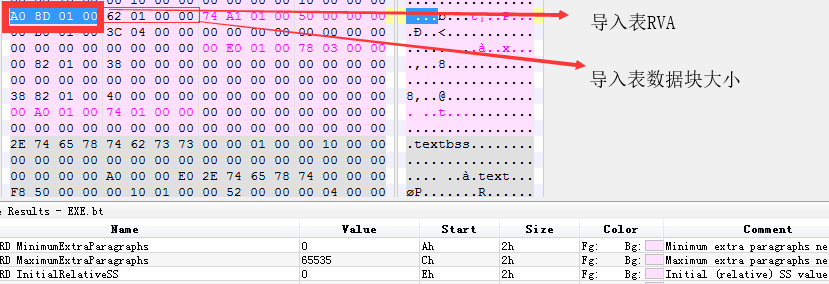 A0 8D 01 00 62 01 00 00 74 A1 01 00 50 00 00 00 ....b...t¡..P...
导入表RVA
00 D0 01 00 3C 04 00 00 00 00 00 00 00 00 00 00 .Ð..<...........
00 00 00 00 00 00 00 00 00 E0 01 00 78 03 00 00 .........à..x...
00 82 01 00 38 00 00 00 00 00 00 00 00 00 00 00 .‚..8...........
导入表数据块大小
00 00 00 00 00 00 00 00 00 00 00 00 00 00 00 00 ................
38 82 01 00 40 00 00 00 00 00 00 00 00 00 00 00 8‚..@...........
00 A0 01 00 74 01 00 00 00 00 00 00 00 00 00 00 . ..t...........
00 00 00 00 00 00 00 00 00 00 00 00 00 00 00 00 ................
2E 74 65 78 74 62 73 73 00 00 01 00 00 10 00 00 .textbss........
00 00 00 00 00 00 00 00 00 00 00 00 00 00 00 00 ................
00 00 00 00 A0 00 00 E0 2E 74 65 78 74 00 00 00 .... ..à.text...
F8 50 00 00 00 10 01 00 00 52 00 00 00 04 00 00 øP.......R......
e Results - EXE.bt
Name Value Start Size Color Comment
RD MinimumExtraParagraphs 0 Ah 2h Fg: Bg: Minimum extra paragraphs ne
RD MaximumExtraParagraphs 65535 Ch 2h Fg: Bg: Maximum extra paragraphs ne
RD InitialRelativeSS 0 Eh 2h Fg: Bg: Initial (relative) SS value